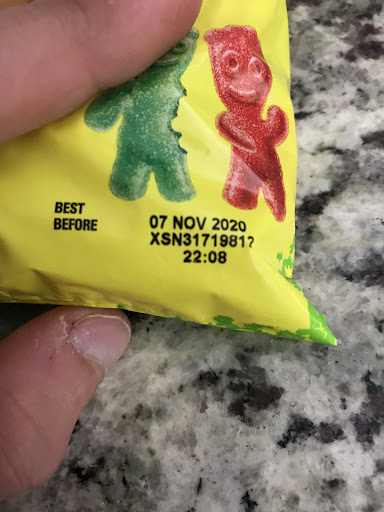 BEST
BEFORE
07 NOV 2020
XSN3171981?
22:08